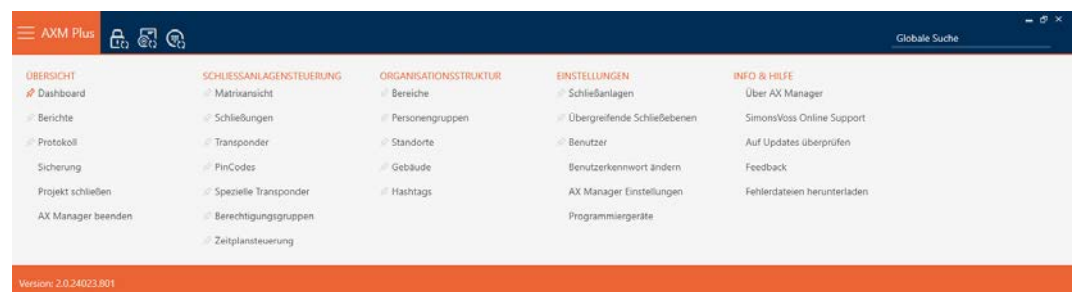 AXM Plus
Globale Suche
ÜBERSICHT
Dashboard
Berichte
Protokoll
Sicherung
Projekt schließen
AX Manager beenden
SCHLIESSANLAGENSTEUERUNG
Matrixansicht
Schließungen
Transponder
PinCodes
Spezielle Transponder
Berechtigungsgruppen
Zeitplansteuerung
ORGANISATIONSSTRUKTUR
Bereiche
Personengruppen
Standorte
Gebäude
Hashtags
EINSTELLUNGEN
Schließanlagen
Übergreifende Schließebenen
Benutzer
Benutzerkennwort ändern
AX Manager Einstellungen
Programmiergeräte
INFO & HILFE
Über AX Manager
SimonsVoss Online Support
Auf Updates überprüfen
Feedback
Fehlerdateien herunterladen
Version: 2.0.24023.801